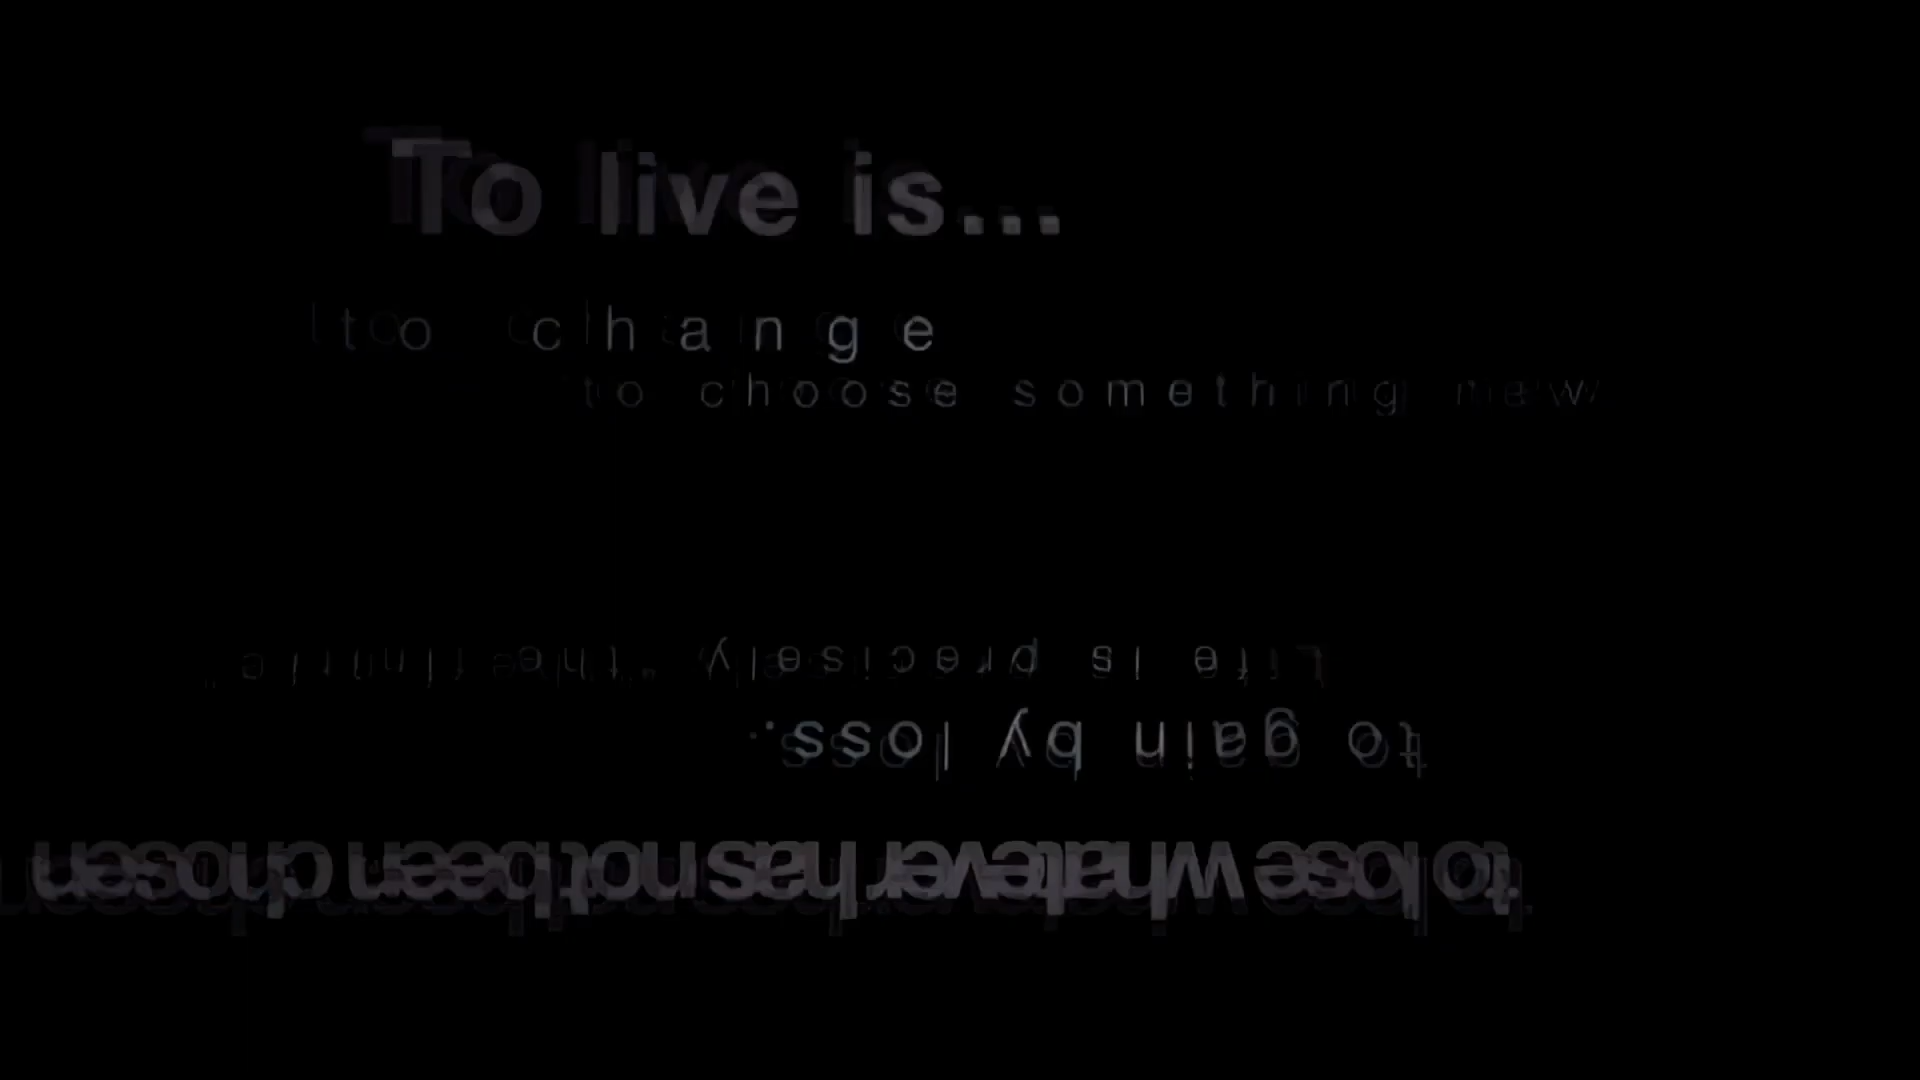 To live is...
to change
to choose something new
Life is precisely "the finite"
to gain by loss.
to lose whatever has not been chosen